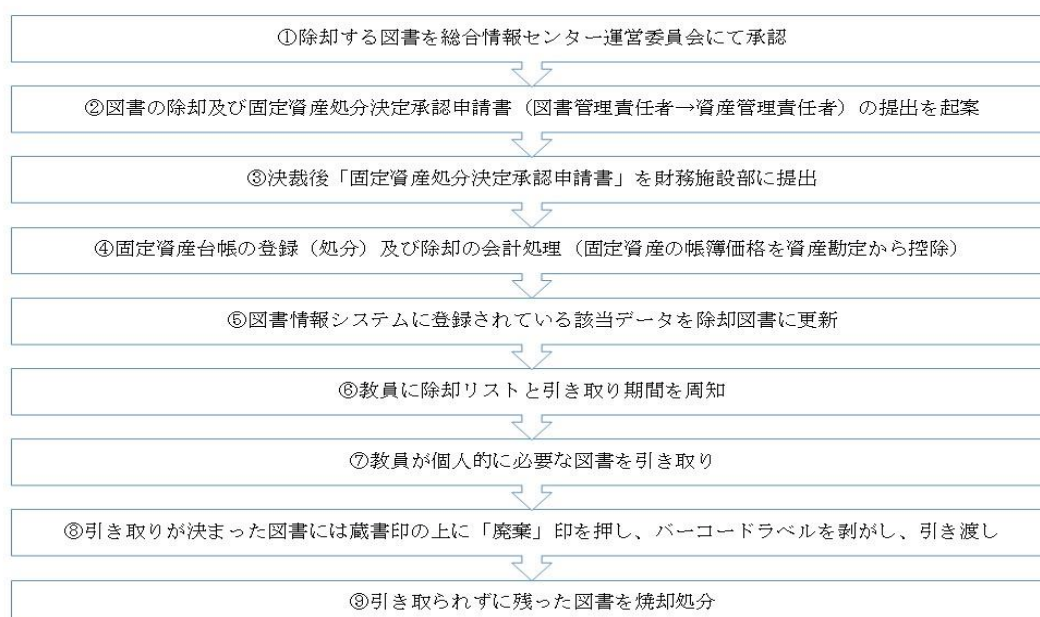 ①除却する図書を総合情報センター運営委員会にて承認
②図書の除却及び固定資産処分決定承認申請書（図書管理責任者→資産管理責任者）の提出を起案
③決裁後「固定資産処分決定承認申請書」を財務施設部に提出
④固定資産台帳の登録（処分）及び除却の会計処理（固定資産の帳簿価格を資産勘定から控除）
⑤図書情報システムに登録されている該当データを除却図書に更新
⑥教員に除却リストと引き取り期間を周知
⑦教員が個人的に必要な図書を引き取り
⑧引き取りが決まった図書には蔵書印の上に「廃棄」印を押し、バーコードラベルを剥がし、引き渡し
⑨引き取られずに残った図書を焼却処分